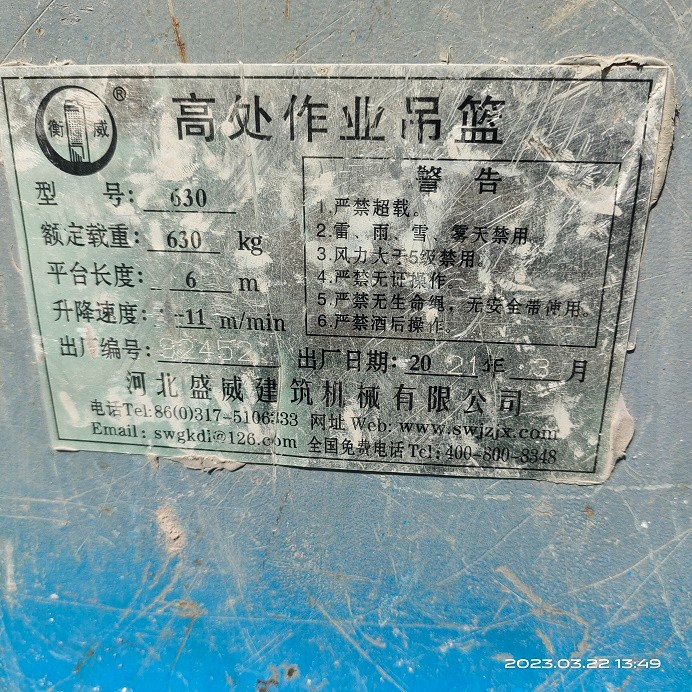 衡威®
高处作业吊篮
型 号: 630
额定载重: 630 kg
平台长度: 6 m
升降速度: 11 m/min
出厂编号: 92452
警 告
1.严禁超载。
2.雷、雨、雪、雾天禁用。
3.风力大于5级禁用。
4.严禁无证操作。
5.严禁无生命绳，无安全带使用。
6.严禁酒后操作。
出厂日期: 2021年 3月
河北盛威建筑机械有限公司
电话Tel:86(0)317-5106333 网址Web: www.swjzjx.com
Email: swgkdl@126.com 全国免费电话Tel: 400-800-8348
2023.03.22 13:49